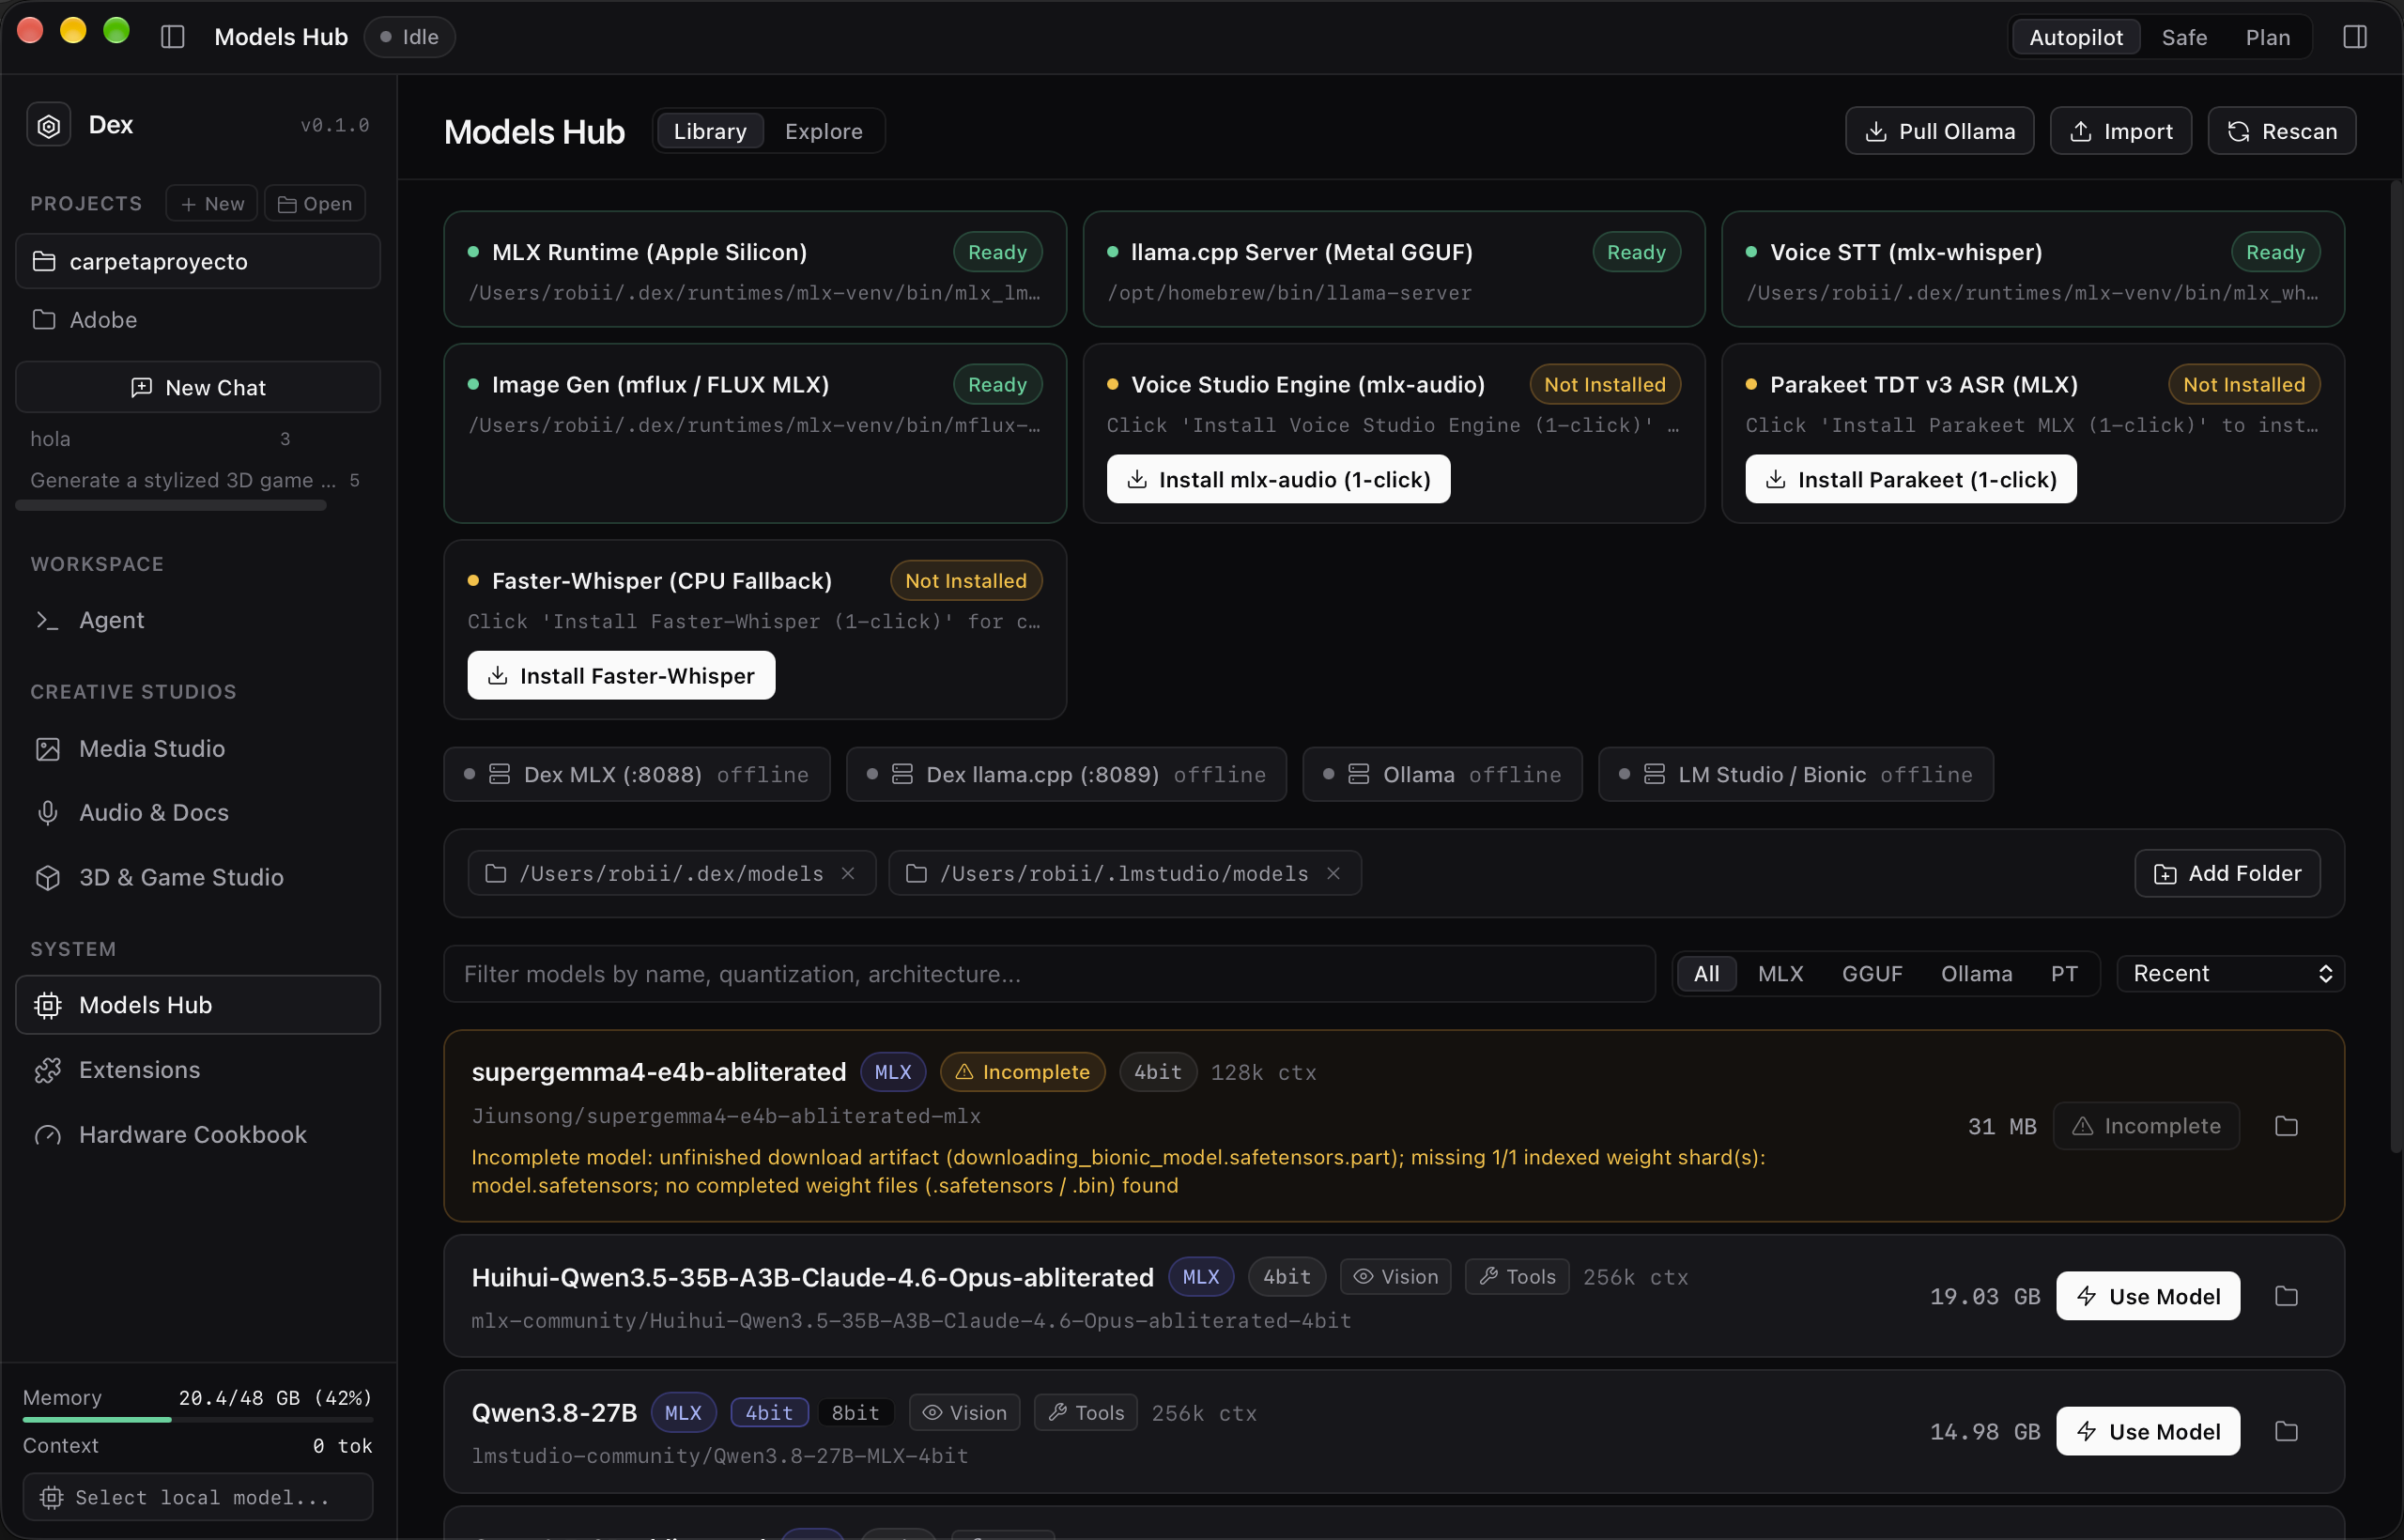 Models Hub
Idle
Autopilot Safe Plan
Dex v0.1.0
PROJECTS + New Open
carpetaproyecto
Adobe
New Chat
hola 3
Generate a stylized 3D game ... 5
WORKSPACE
Agent
CREATIVE STUDIOS
Media Studio
Audio & Docs
3D & Game Studio
SYSTEM
Models Hub
Extensions
Hardware Cookbook
Memory 20.4/48 GB (42%)
Context 0 tok
Select local model...
Models Hub Library Explore
Pull Ollama Import Rescan
MLX Runtime (Apple Silicon) Ready
/Users/robii/.dex/runtimes/mlx-venv/bin/mlx_lm…
llama.cpp Server (Metal GGUF) Ready
/opt/homebrew/bin/llama-server
Voice STT (mlx-whisper) Ready
/Users/robii/.dex/runtimes/mlx-venv/bin/mlx_wh…
Image Gen (mflux / FLUX MLX) Ready
/Users/robii/.dex/runtimes/mlx-venv/bin/mflux-…
Voice Studio Engine (mlx-audio) Not Installed
Click 'Install Voice Studio Engine (1-click)' …
Install mlx-audio (1-click)
Parakeet TDT v3 ASR (MLX) Not Installed
Click 'Install Parakeet MLX (1-click)' to inst…
Install Parakeet (1-click)
Faster-Whisper (CPU Fallback) Not Installed
Click 'Install Faster-Whisper (1-click)' for c…
Install Faster-Whisper
Dex MLX (:8088) offline
Dex llama.cpp (:8089) offline
Ollama offline
LM Studio / Bionic offline
/Users/robii/.dex/models ×
/Users/robii/.lmstudio/models ×
Add Folder
Filter models by name, quantization, architecture...
All MLX GGUF Ollama PT
Recent
supergemma4-e4b-abliterated MLX Incomplete 4bit 128k ctx
Jiunsong/supergemma4-e4b-abliterated-mlx
Incomplete model: unfinished download artifact (downloading_bionic_model.safetensors.part); missing 1/1 indexed weight shard(s):
model.safetensors; no completed weight files (.safetensors / .bin) found
31 MB Incomplete
Huihui-Qwen3.5-35B-A3B-Claude-4.6-Opus-abliterated MLX 4bit Vision Tools 256k ctx
mlx-community/Huihui-Qwen3.5-35B-A3B-Claude-4.6-Opus-abliterated-4bit
19.03 GB Use Model
Qwen3.8-27B MLX 4bit 8bit Vision Tools 256k ctx
lmstudio-community/Qwen3.8-27B-MLX-4bit
14.98 GB Use Model